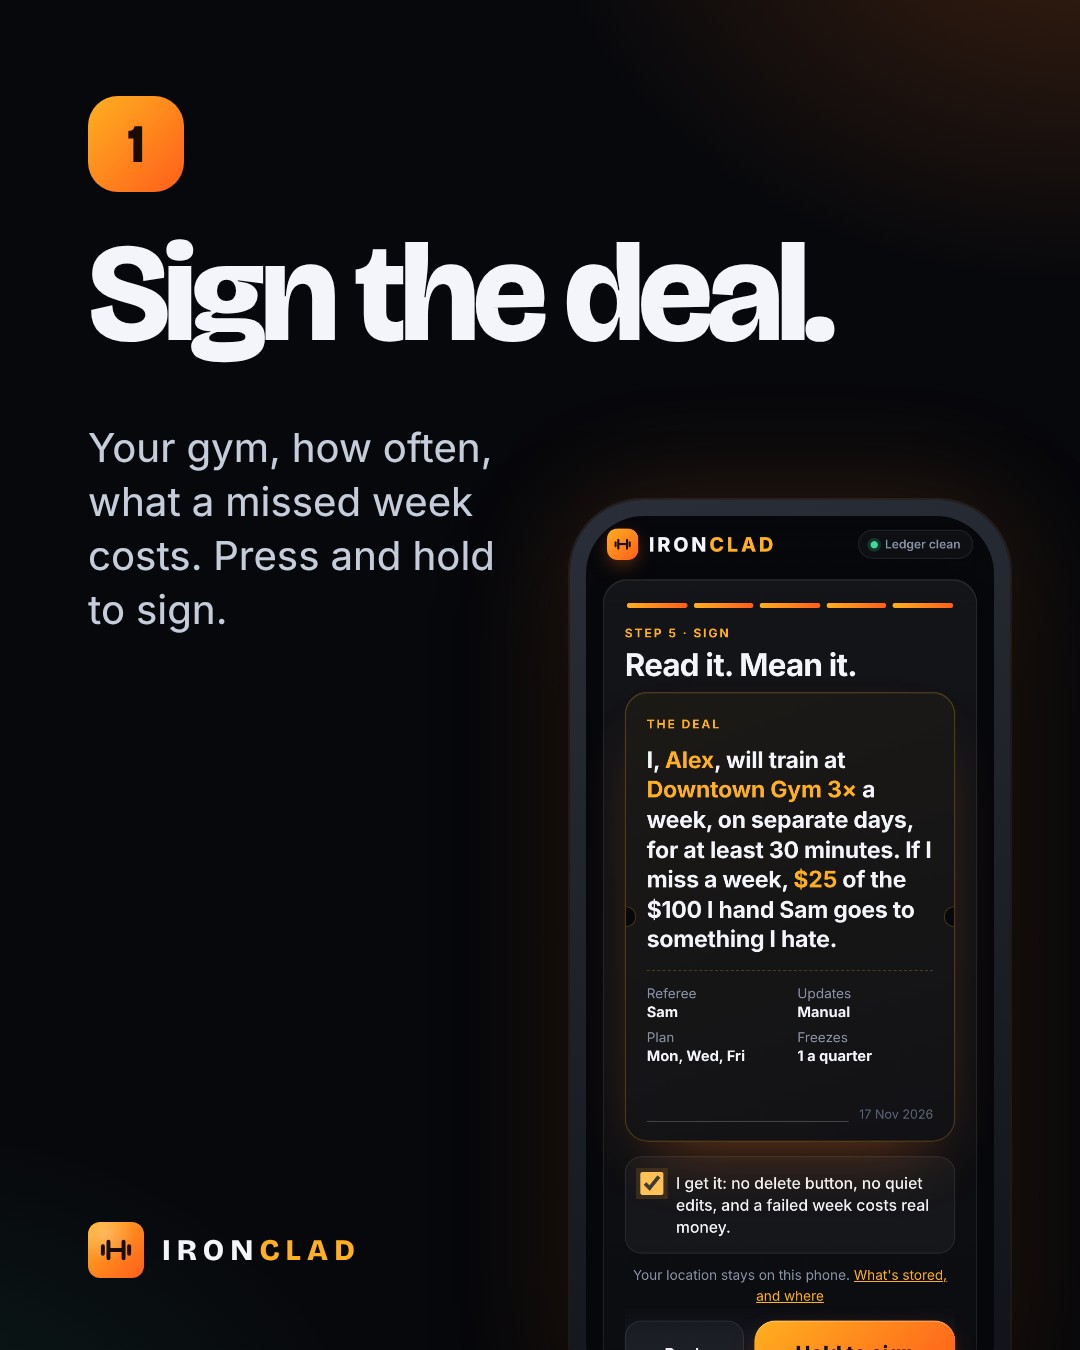 1
Sign the deal.
Your gym, how often,
what a missed week
costs. Press and hold
to sign.
IRONCLAD
Ledger clean
STEP 5 · SIGN
Read it. Mean it.
THE DEAL
I, Alex, will train at
Downtown Gym 3× a
week, on separate days,
for at least 30 minutes. If I
miss a week, $25 of the
$100 I hand Sam goes to
something I hate.
Referee
Sam
Updates
Manual
Plan
Mon, Wed, Fri
Freezes
1 a quarter
17 Nov 2026
I get it: no delete button, no quiet
edits, and a failed week costs real
money.
Your location stays on this phone. What's stored,
and where
Hold to sign
IRONCLAD